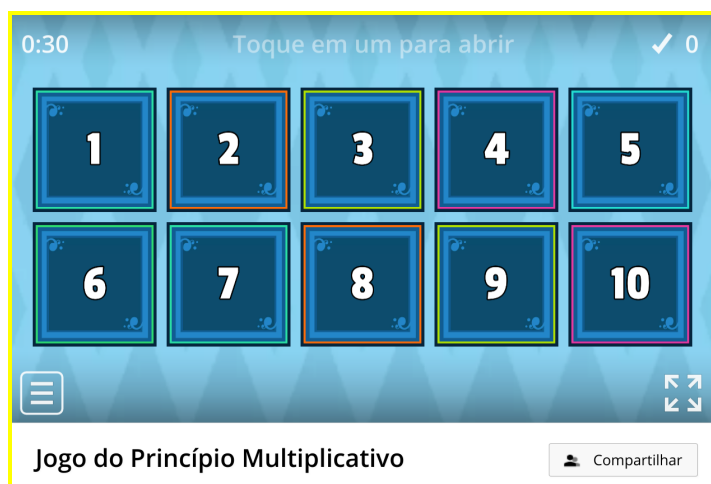 0:30 Toque em um para abrir ✓ 0
1 2 3 4 5
6 7 8 9 10
Jogo do Princípio Multiplicativo Compartilhar